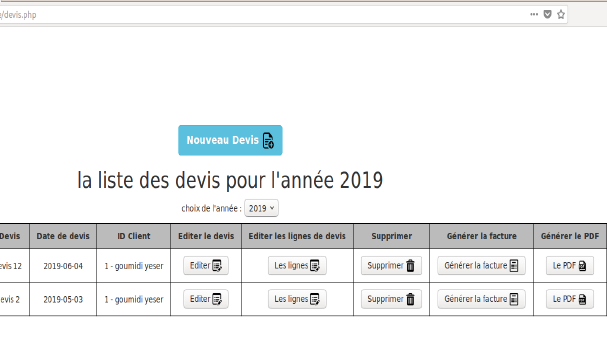 /devis.php
Nouveau Devis
la liste des devis pour l'année 2019
choix de l'année : 2019
Devis Date de devis ID Client Editer le devis Editer les lignes de devis Supprimer Générer la facture Générer le PDF
evis 12 2019-06-04 1 - goumidi yeser Editer Les lignes Supprimer Générer la facture Le PDF
evis 2 2019-05-03 1 - goumidi yeser Editer Les lignes Supprimer Générer la facture Le PDF